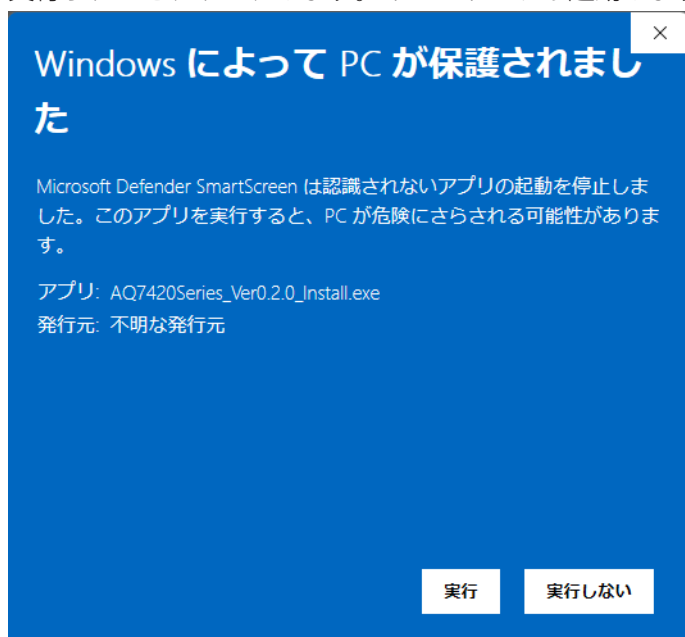 Windows によって PC が保護されまし
た
Microsoft Defender SmartScreen は認識されないアプリの起動を停止しま
した。このアプリを実行すると、PC が危険にさらされる可能性がありま
す。
アプリ: AQ7420Series_Ver0.2.0_Install.exe
発行元: 不明な発行元
実行
実行しない